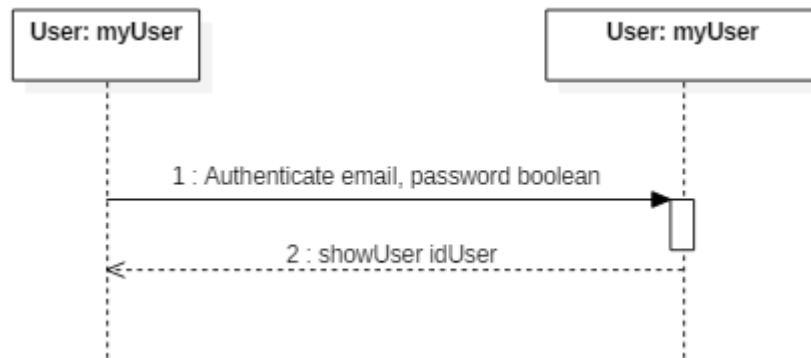 User: myUser
User: myUser
1 : Authenticate email, password boolean
2 : showUser idUser